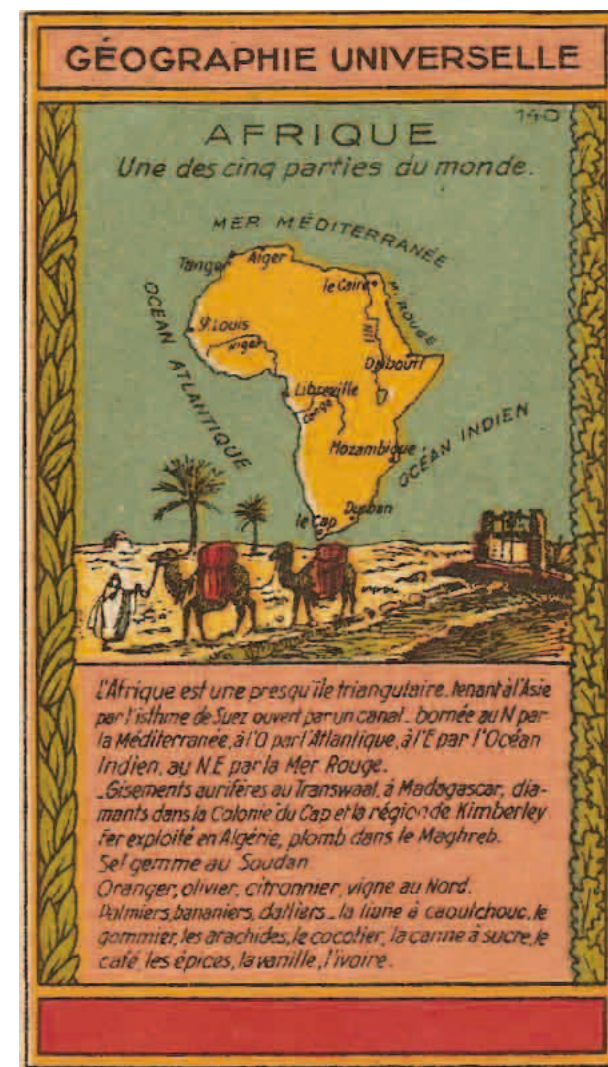 GÉOGRAPHIE UNIVERSELLE
140
AFRIQUE
Une des cinq parties du monde.
MER MÉDITERRANÉE
Tanger
Alger
le Caire
M. ROUGE
OCÉAN ATLANTIQUE
St Louis
Niger
Nil
Djibouti
Libreville
Congo
Mozambique
OCÉAN INDIEN
Durban
le Cap
L'Afrique est une presqu'île triangulaire. tenant à l'Asie
par l'isthme de Suez ouvert par un canal_ bornée au N par
la Méditerranée, à l'O par l'Atlantique, à l'E par l'Océan
Indien, au N.E par la Mer Rouge.
_Gisements aurifères au Transwaal, à Madagascar, dia-
mants dans la Colonie du Cap et la région de Kimberley
Fer exploité en Algérie, plomb dans le Maghreb.
Sel gemme au Soudan
Oranger, olivier, citronnier, vigne au Nord.
Palmiers, bananiers, dattiers_ la liane à caoutchouc, le
gommier, les arachides, le cocotier, la canne à sucre, le
café les épices, la vanille, l'ivoire.